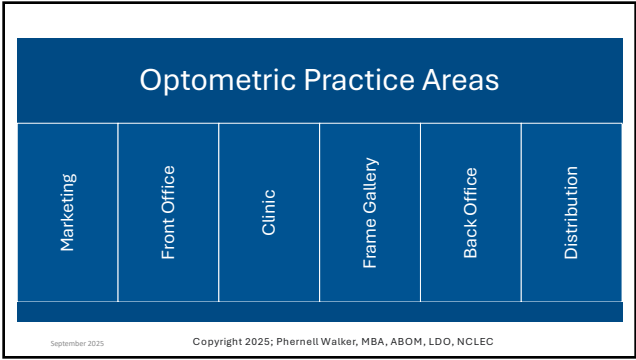 Optometric Practice Areas
Marketing
Front Office
Clinic
Frame Gallery
Back Office
Distribution
September 2025
Copyright 2025; Phernell Walker, MBA, ABOM, LDO, NCLEC